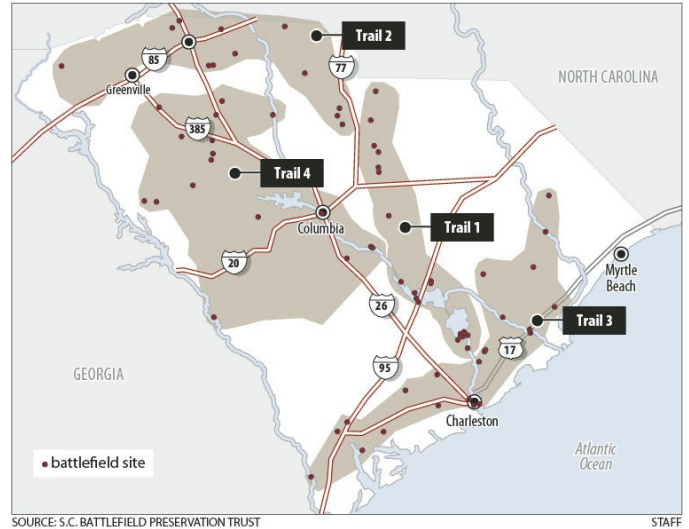 Trail 2
85
77
NORTH CAROLINA
Greenville
385
Trail 4
Columbia
Trail 1
20
Myrtle
Beach
26
Trail 3
17
95
GEORGIA
Charleston
Atlantic
Ocean
battlefield site
SOURCE: S.C. BATTLEFIELD PRESERVATION TRUST
STAFF